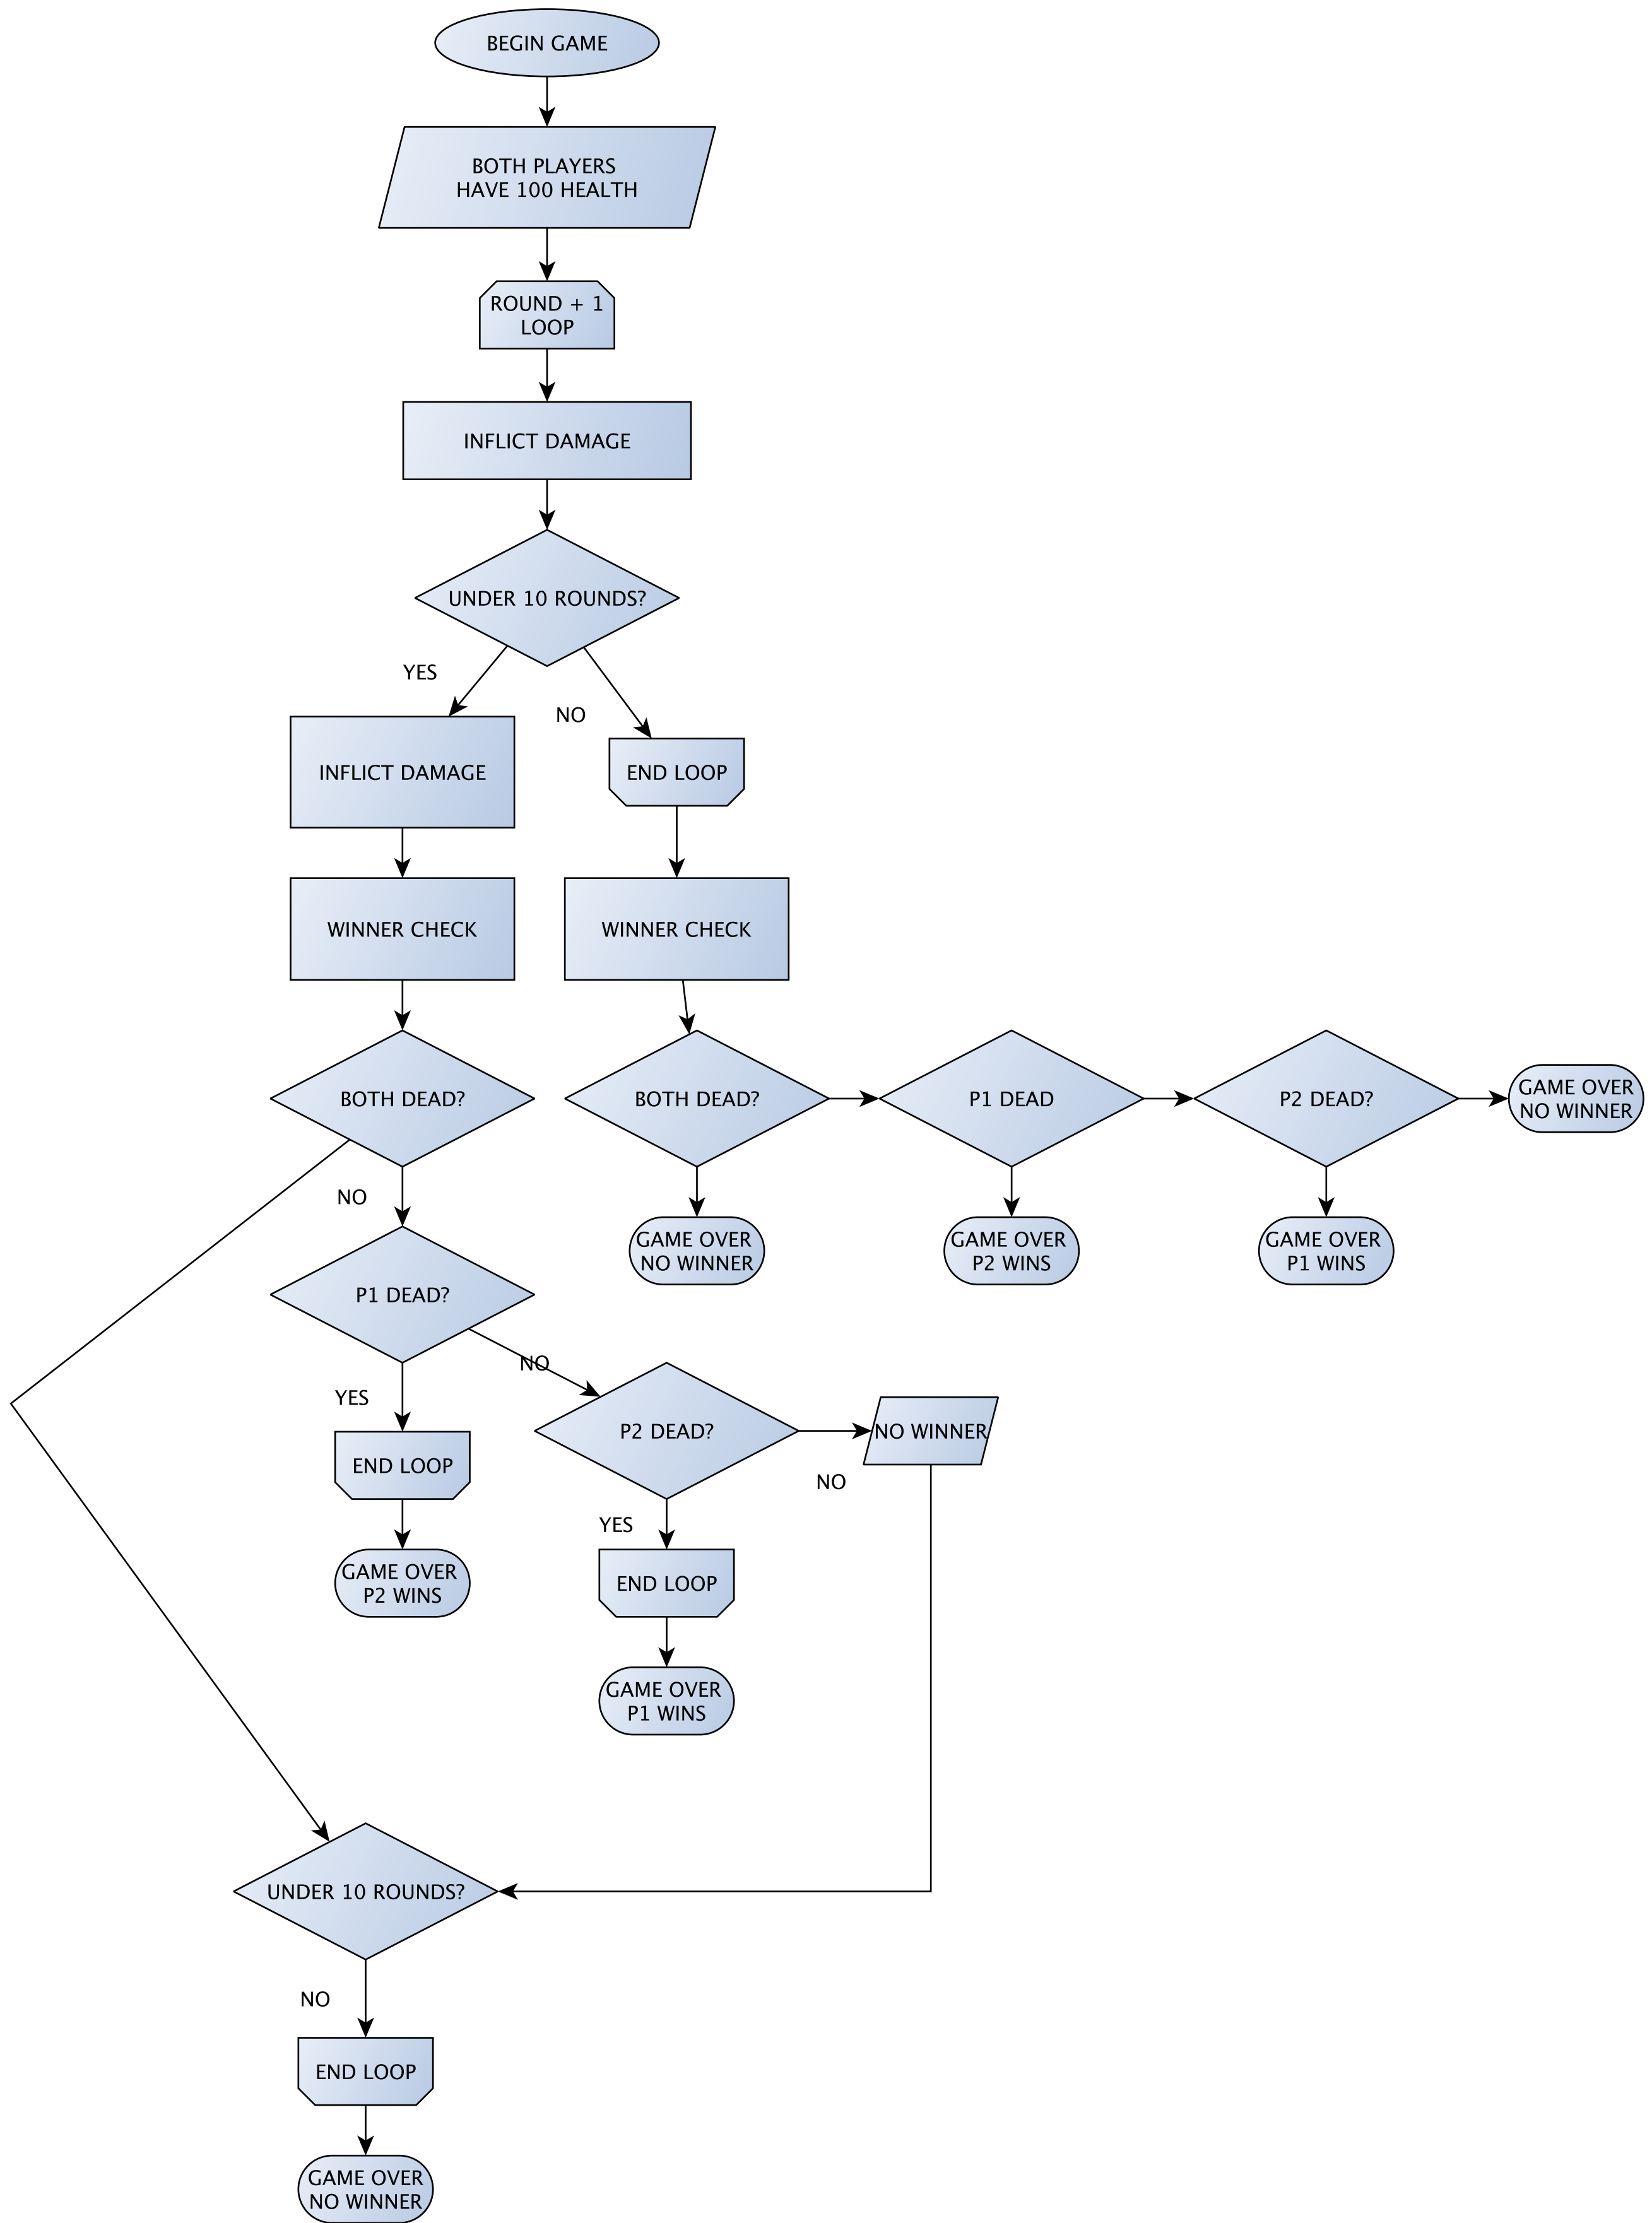 BEGIN GAME
BOTH PLAYERS
HAVE 100 HEALTH
ROUND + 1
LOOP
INFLICT DAMAGE
UNDER 10 ROUNDS?
YES
NO
INFLICT DAMAGE
END LOOP
WINNER CHECK
WINNER CHECK
BOTH DEAD?
BOTH DEAD?
P1 DEAD
P2 DEAD?
GAME OVER
NO WINNER
NO
GAME OVER
NO WINNER
GAME OVER
P2 WINS
GAME OVER
P1 WINS
P1 DEAD?
NO
YES
P2 DEAD?
NO WINNER
END LOOP
NO
YES
GAME OVER
P2 WINS
END LOOP
GAME OVER
P1 WINS
UNDER 10 ROUNDS?
NO
END LOOP
GAME OVER
NO WINNER